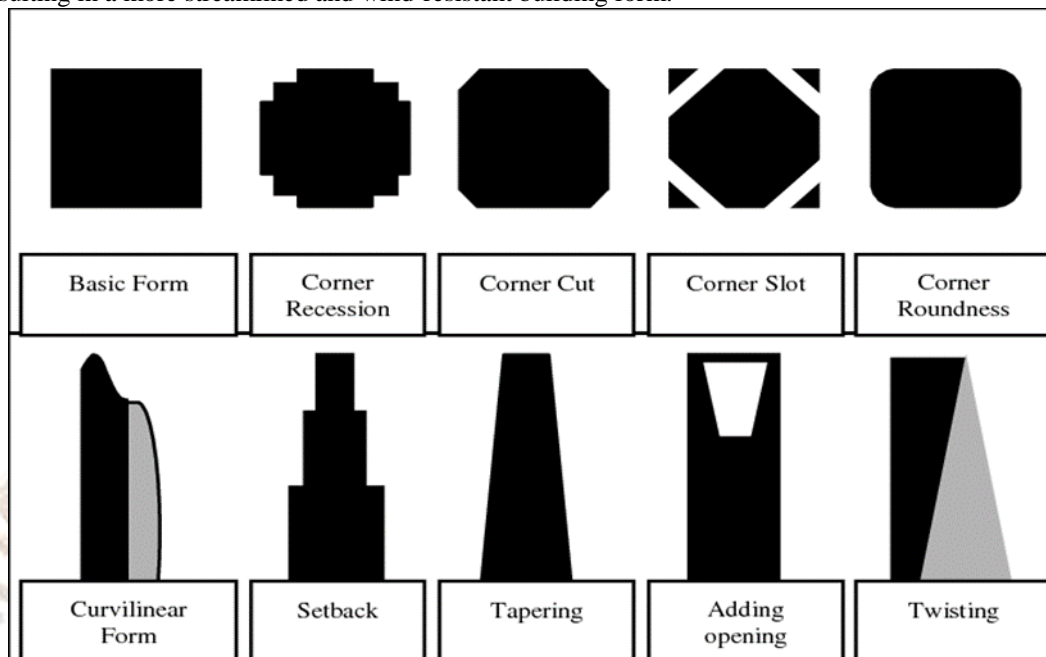 suiting in a more streamlined and wind-resistant building form.
Basic Form
Corner
Recession
Corner Cut
Corner Slot
Corner
Roundness
Curvilinear
Form
Setback
Tapering
Adding
opening
Twisting